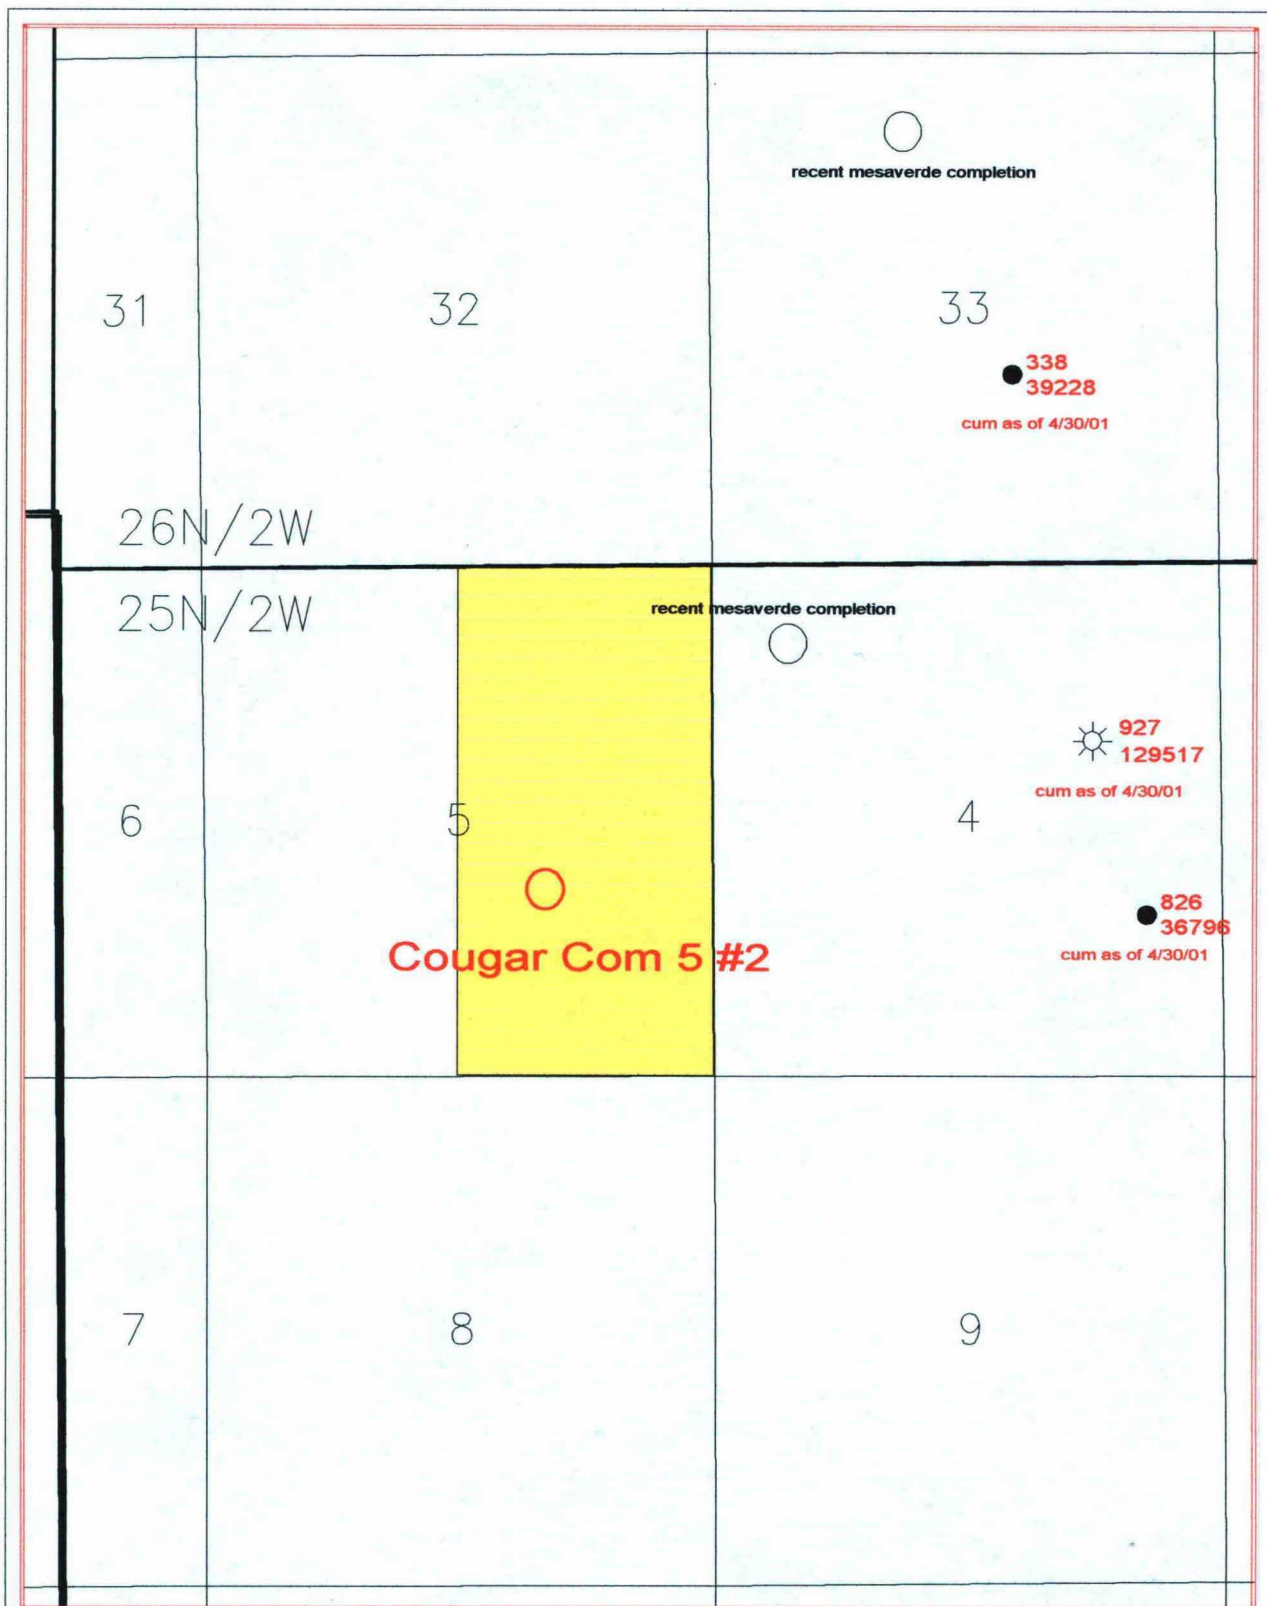 recent mesaverde completion
31
32
33
338
39228
cum as of 4/30/01
26N/2W
25N/2W
recent mesaverde completion
927
129517
cum as of 4/30/01
6
5
4
826
36796
cum as of 4/30/01
Cougar Com 5 #2
7
8
9